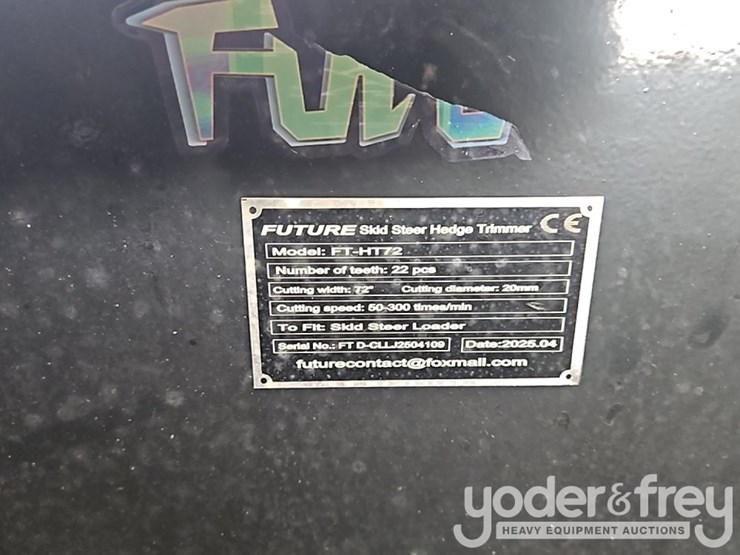 FUTURE Skid Steer Hedge Trimmer CE
Model: FT-HT72
Number of teeth: 22 pcs
Cutting width: 72" Cutting diameter: 20mm
Cutting speed: 50-300 times/min
To Fit: Skid Steer Loader
Serial No.: FT D-CLLJ2504109 Date:2025.04
futurecontact@foxmail.com
yoder&frey
HEAVY EQUIPMENT AUCTIONS